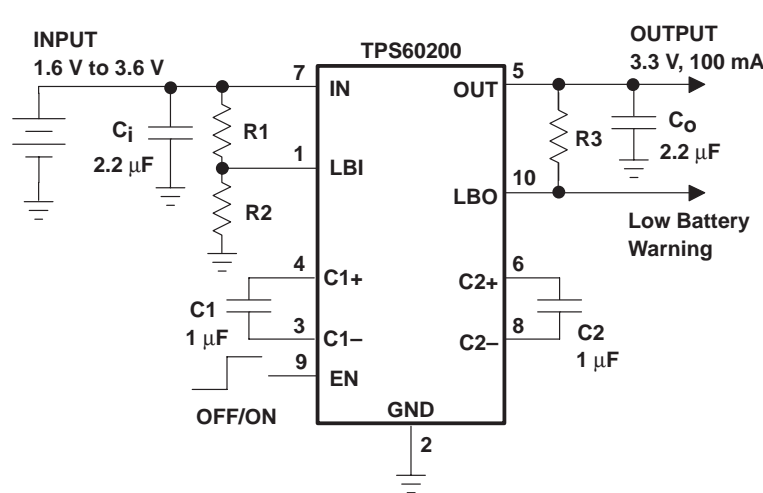 INPUT
1.6 V to 3.6 V
TPS60200
OUTPUT
3.3 V, 100 mA
7
IN
OUT
5
Ci
2.2 µF
R1
R3
Co
2.2 µF
1
LBI
R2
10
LBO
Low Battery
Warning
4
C1+
C1
1 µF
3
C1–
6
C2+
8
C2–
C2
1 µF
9
EN
OFF/ON
GND
2